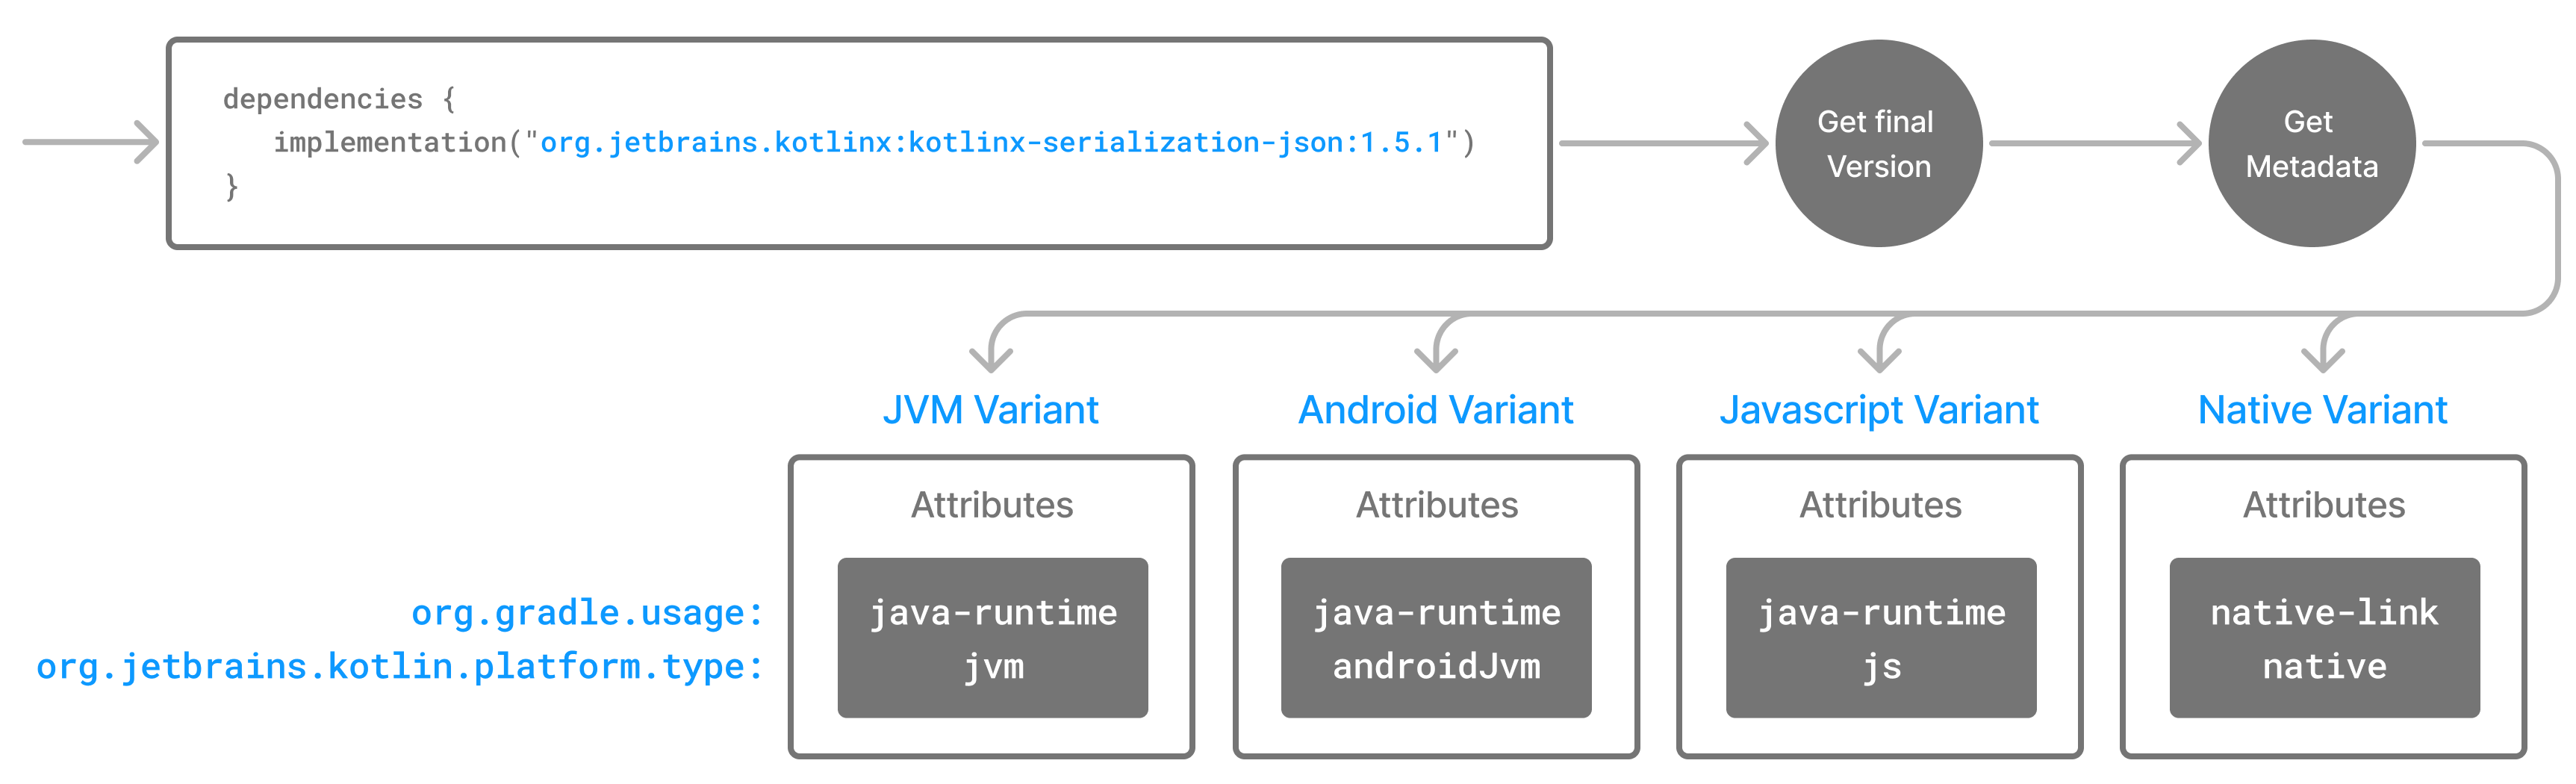 dependencies {
implementation("org.jetbrains.kotlinx:kotlinx-serialization-json:1.5.1")
}
Get final
Version
Get
Metadata
JVM Variant
Android Variant
Javascript Variant
Native Variant
Attributes
Attributes
Attributes
Attributes
org.gradle.usage:
org.jetbrains.kotlin.platform.type:
java-runtime
jvm
java-runtime
androidJvm
java-runtime
js
native-link
native